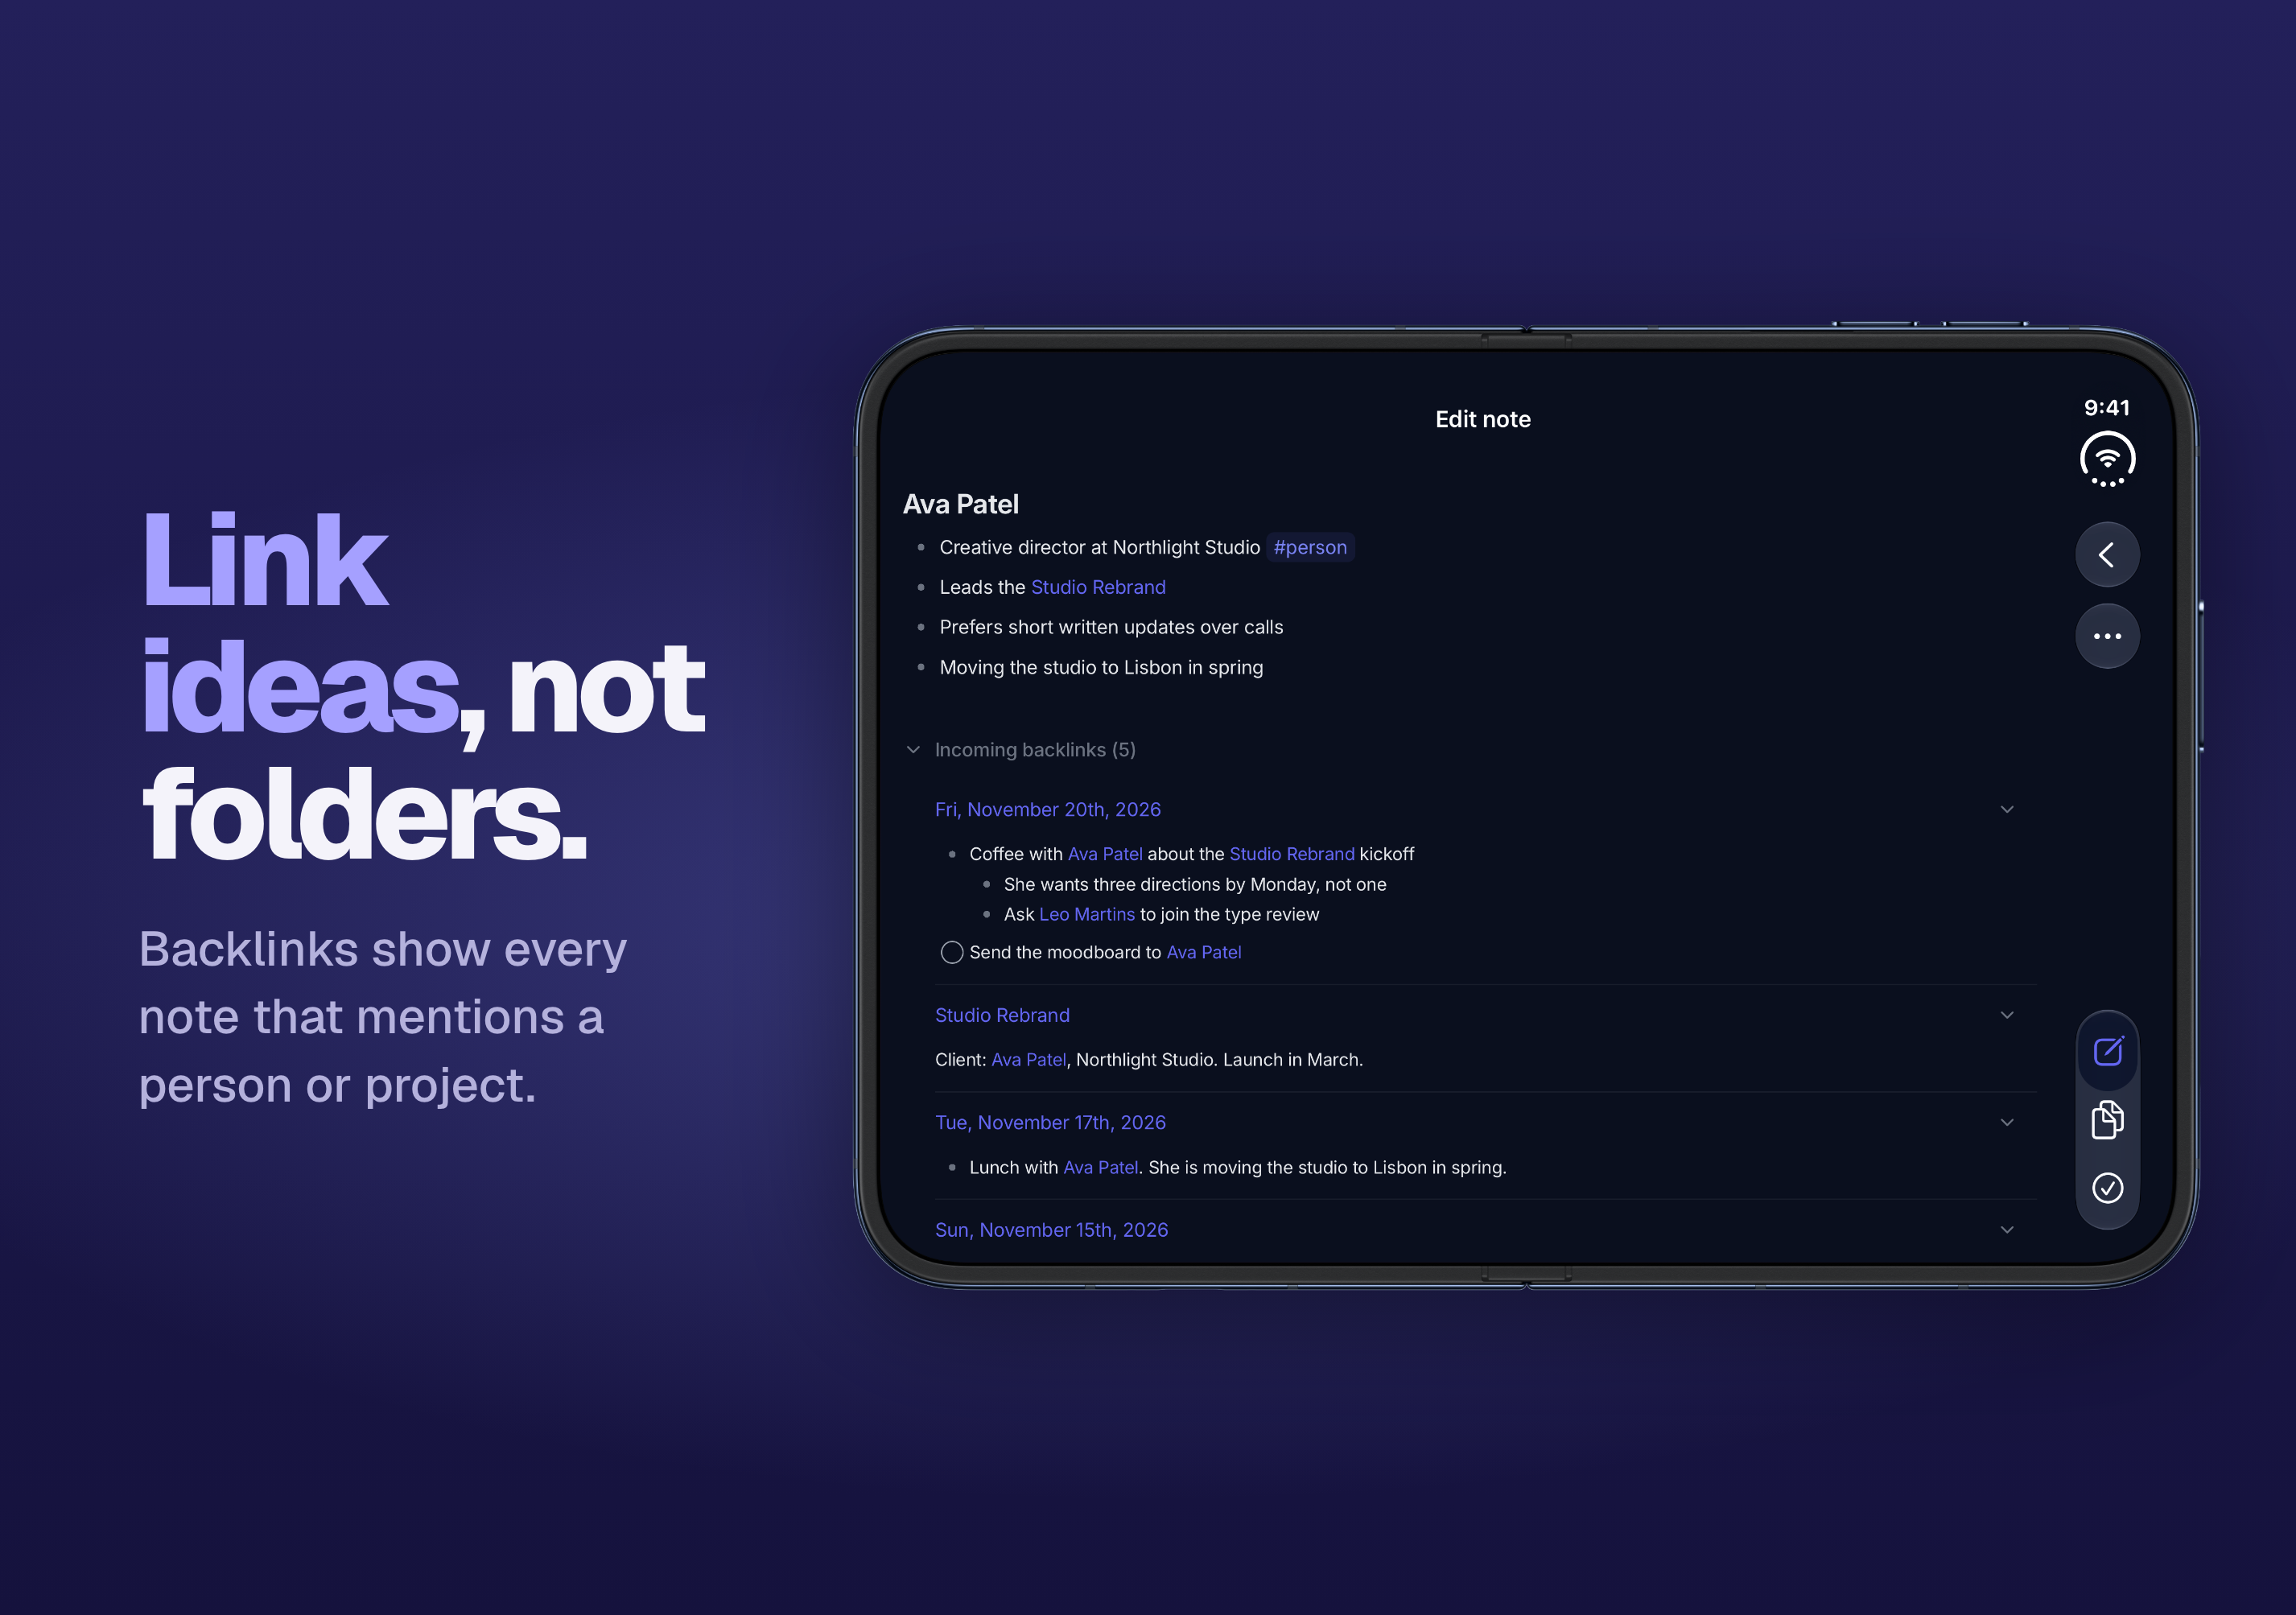 Link
ideas, not
folders.
Backlinks show every
note that mentions a
person or project.
Edit note
9:41
Ava Patel
Creative director at Northlight Studio #person
Leads the Studio Rebrand
Prefers short written updates over calls
Moving the studio to Lisbon in spring
Incoming backlinks (5)
Fri, November 20th, 2026
Coffee with Ava Patel about the Studio Rebrand kickoff
She wants three directions by Monday, not one
Ask Leo Martins to join the type review
Send the moodboard to Ava Patel
Studio Rebrand
Client: Ava Patel, Northlight Studio. Launch in March.
Tue, November 17th, 2026
Lunch with Ava Patel. She is moving the studio to Lisbon in spring.
Sun, November 15th, 2026